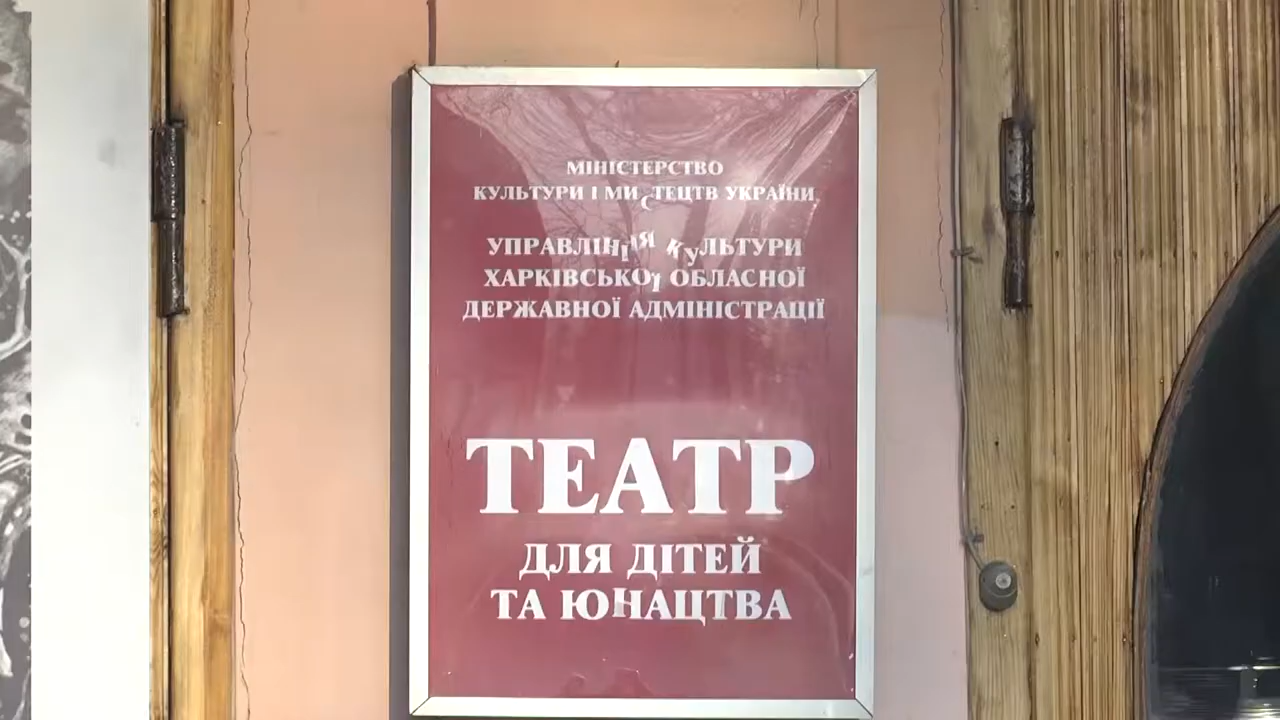 МІНІСТЕРСТВО
КУЛЬТУРИ І МИСТЕЦТВ УКРАЇНИ
УПРАВЛІННЯ КУЛЬТУРИ
ХАРКІВСЬКОЇ ОБЛАСНОЇ
ДЕРЖАВНОЇ АДМІНІСТРАЦІЇ
ТЕАТР
ДЛЯ ДІТЕЙ
ТА ЮНАЦТВА